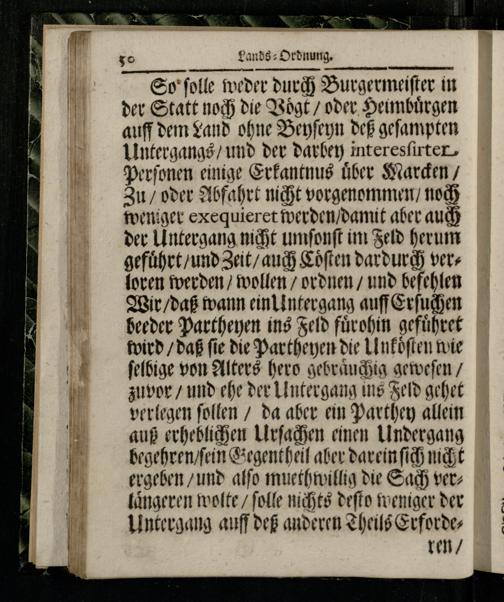 50 Lands-Ordnung.
So solle weder durch Burgermeister in
der Statt noch die Vögt / oder Heimbürgen
auff dem Land ohne Beyseyn deß gesampten
Untergangs / und der darbey interessirter
Personen einige Erkantnus über Marcken /
Zu / oder Abfahrt nicht vorgenommen / noch
weniger exequieret werden / damit aber auch
der Untergang nicht umsonst im Feld herum
geführt / und Zeit / auch Cösten dardurch ver-
loren werden / wollen / ordnen / und befehlen
Wir / daß wann ein Untergang auff Ersuchen
beeder Partheyen ins Feld fürohin geführet
wird / daß sie die Partheyen die Unkösten wie
selbige von Alters hero gebräuchig gewesen /
zuvor / und ehe der Untergang ins Feld gehet
verlegen sollen / da aber ein Parthey allein
auß erheblichen Ursachen einen Undergang
begehren / sein Gegentheil aber darein sich nicht
ergeben / und also muethwillig die Sach ver-
längeren wolte / solle nichts desto weniger der
Untergang auff deß anderen Theils Erforde-
ren /